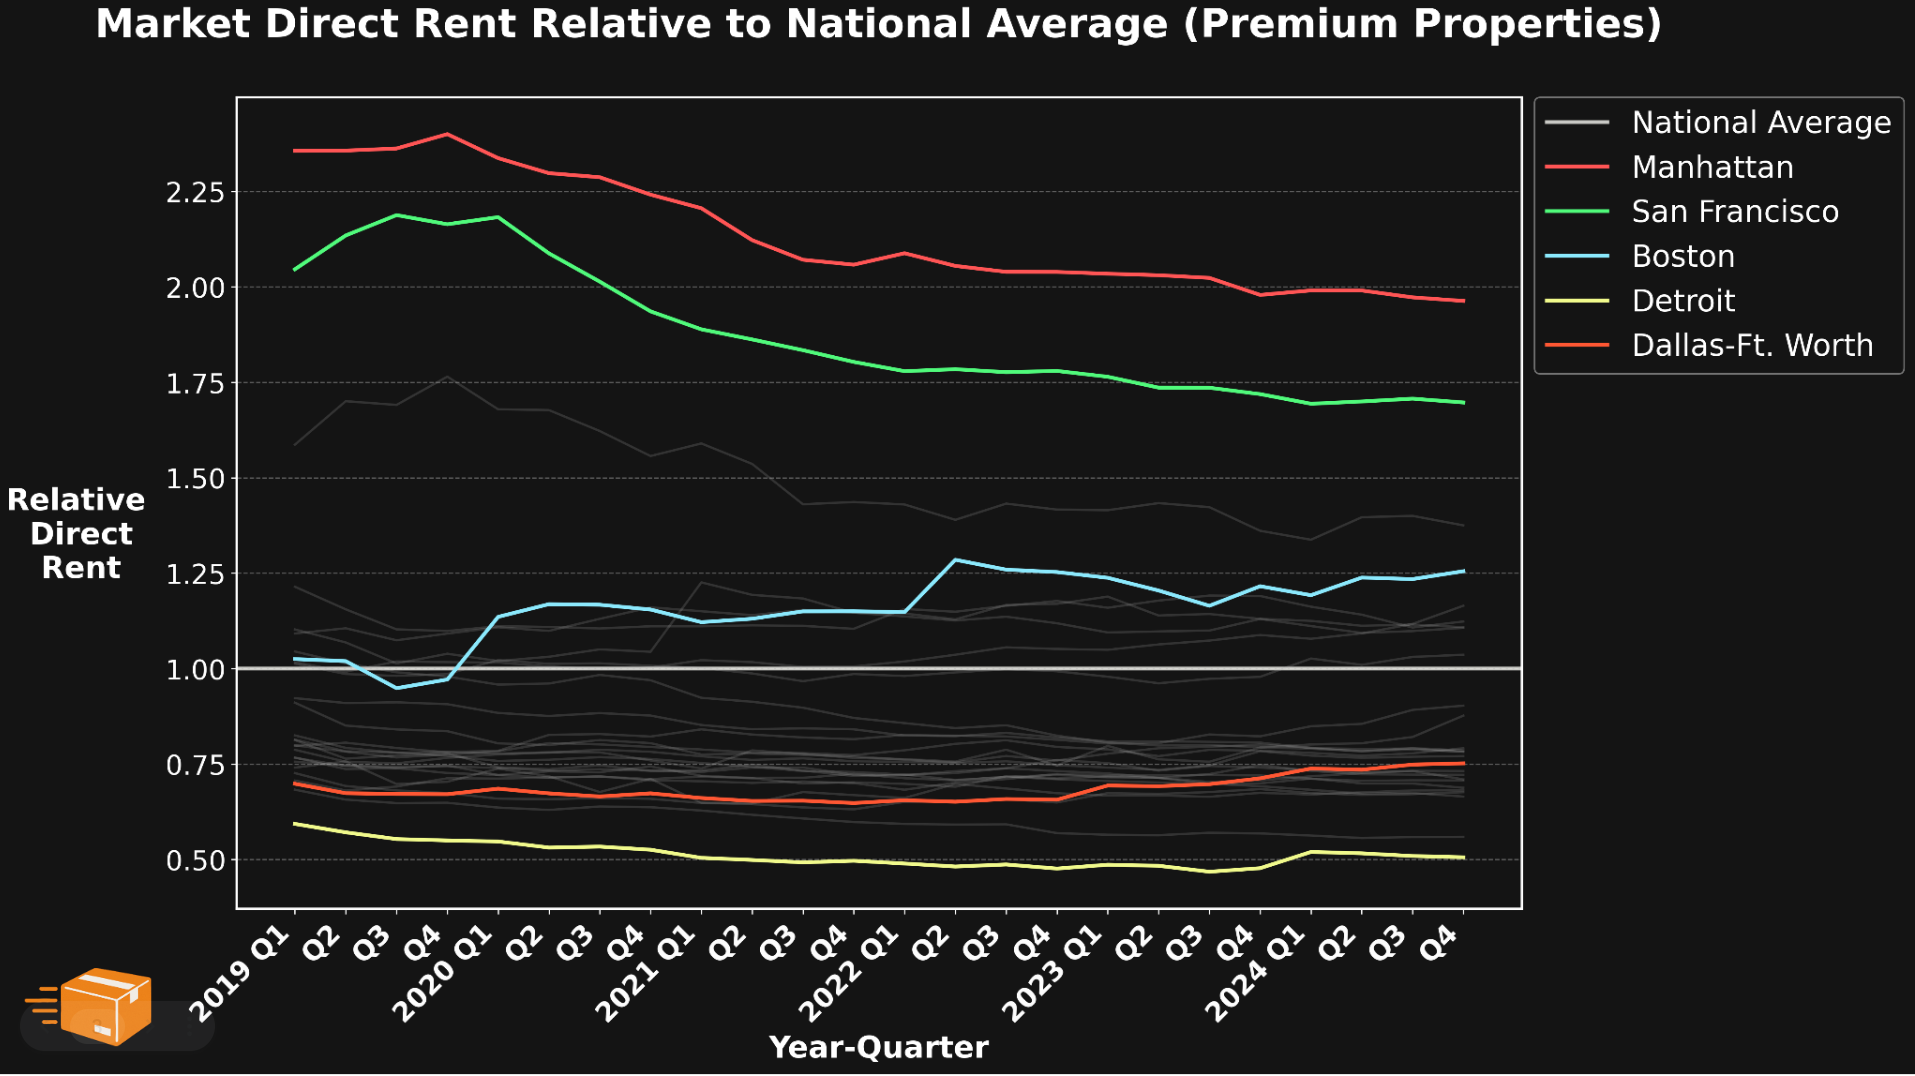 Market Direct Rent Relative to National Average (Premium Properties)
National Average
Manhattan
San Francisco
Boston
Detroit
Dallas-Ft. Worth
2.25
2.00
1.75
1.50
1.25
1.00
0.75
0.50
Relative
Direct
Rent
2019 Q1
Q2
Q3
Q4
2020 Q1
Q2
Q3
Q4
2021 Q1
Q2
Q3
Q4
2022 Q1
Q2
Q3
Q4
2023 Q1
Q2
Q3
Q4
2024 Q1
Q2
Q3
Q4
Year-Quarter